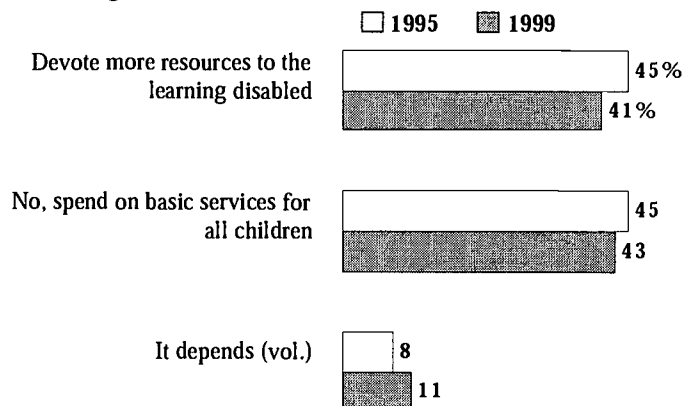 1995 1999
Devote more resources to the
learning disabled
45%
41%
No, spend on basic services for
all children
45
43
It depends (vol.)
8
11